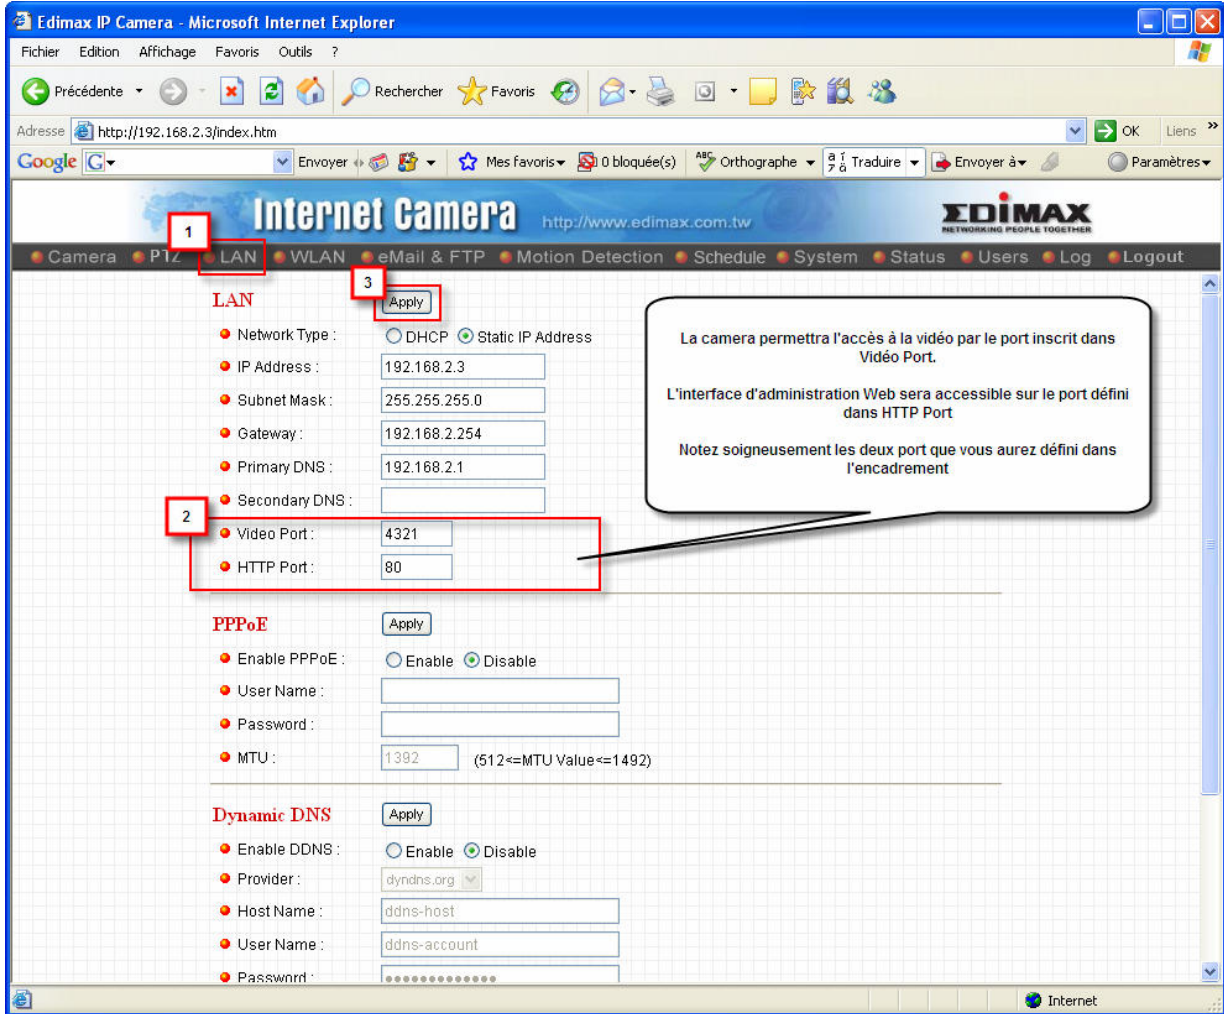 Edimax IP Camera - Microsoft Internet Explorer
Fichier Edition Affichage Favoris Outils ?
Précédente Rechercher Favoris
Adresse http://192.168.2.3/index.htm OK Liens »
Google G Envoyer Mes favoris 0 bloquée(s) ABC Orthographe Traduire Envoyer à Paramètres
Internet Camera http://www.edimax.com.tw EDIMAX
NETWORKING PEOPLE TOGETHER
1
Camera PTZ LAN WLAN eMail & FTP Motion Detection Schedule System Status Users Log Logout
3
LAN Apply
Network Type : DHCP Static IP Address
IP Address : 192.168.2.3
Subnet Mask : 255.255.255.0
Gateway : 192.168.2.254
Primary DNS : 192.168.2.1
Secondary DNS :
2
Video Port : 4321
HTTP Port : 80
La camera permettra l'accès à la vidéo par le port inscrit dans
Vidéo Port.
L'interface d'administration Web sera accessible sur le port défini
dans HTTP Port
Notez soigneusement les deux port que vous aurez défini dans
l'encadrement
PPPoE Apply
Enable PPPoE : Enable Disable
User Name :
Password :
MTU : 1392 (512<=MTU Value<=1492)
Dynamic DNS Apply
Enable DDNS : Enable Disable
Provider : dyndns.org
Host Name : ddns-host
User Name : ddns-account
Password : •••••••••••••
Internet